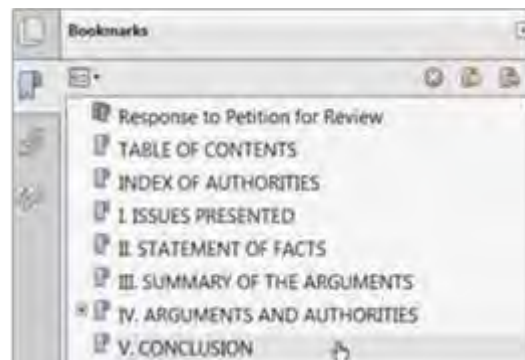 Bookmarks
Response to Petition for Review
TABLE OF CONTENTS
INDEX OF AUTHORITIES
I. ISSUES PRESENTED
II. STATEMENT OF FACTS
III. SUMMARY OF THE ARGUMENTS
IV. ARGUMENTS AND AUTHORITIES
V. CONCLUSION